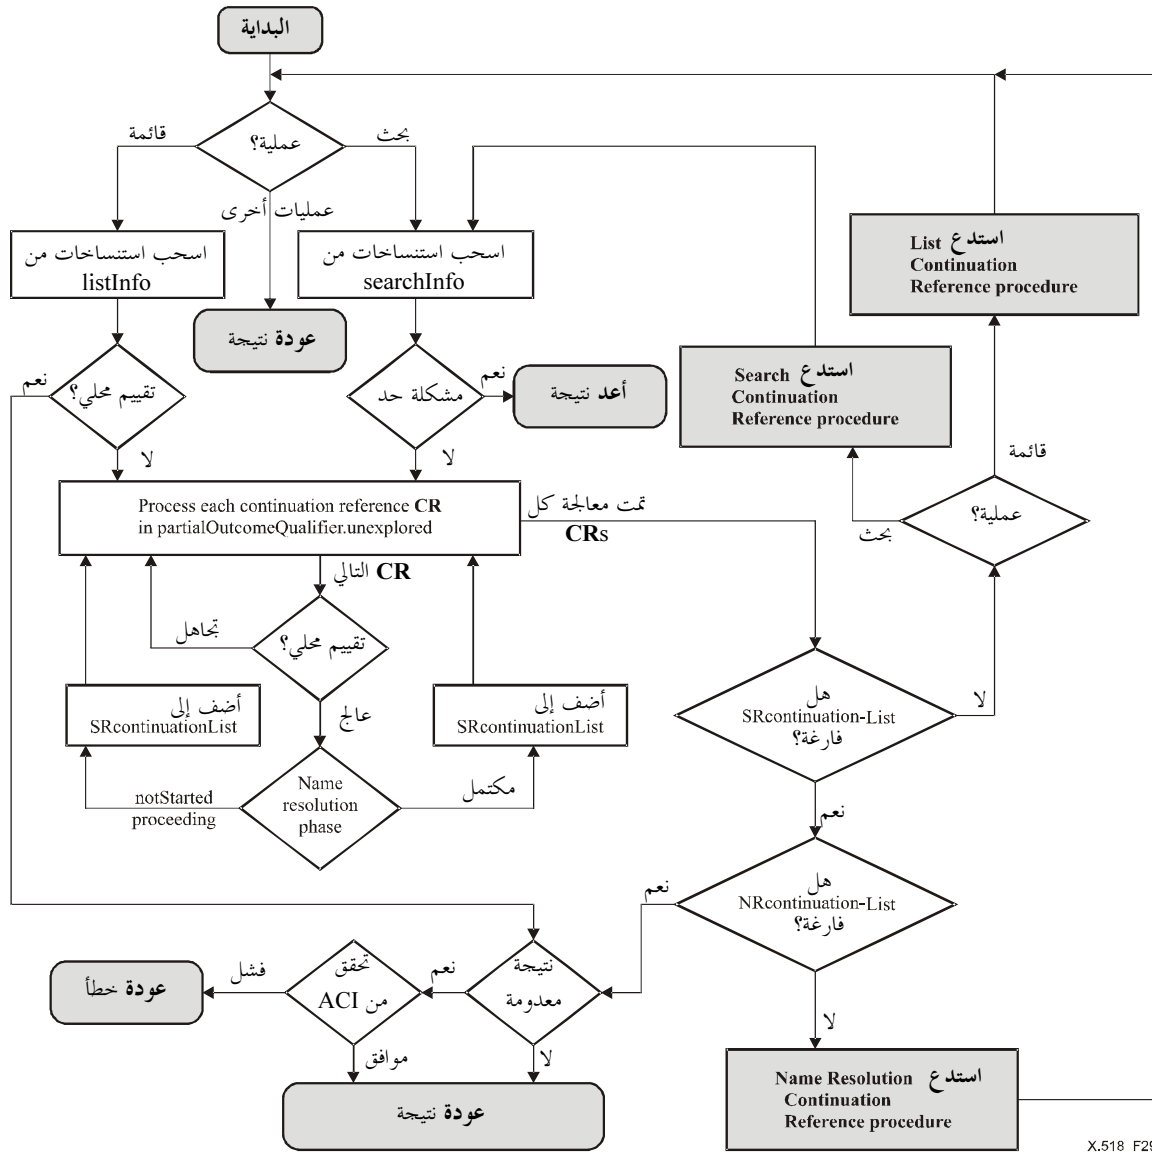 البداية
عملية؟
قائمة
بحث
عمليات أخرى
اسحب استنساخات من
listInfo
اسحب استنساخات من
searchInfo
عودة نتيجة
استدع List
Continuation
Reference procedure
استدع Search
Continuation
Reference procedure
تقييم محلي؟
نعم
لا
مشكلة حد
نعم
لا
أعد نتيجة
قائمة
عملية؟
بحث
Process each continuation reference CR
in partialOutcomeQualifier.unexplored
تمت معالجة كل
CRs
CR التالي
تقييم محلي؟
تجاهل
عالج
أضف إلى
SRcontinuationList
أضف إلى
SRcontinuationList
Name
resolution
phase
notStarted
proceeding
مكتمل
هل
SRcontinuation-List
فارغة؟
لا
نعم
هل
NRcontinuation-List
فارغة؟
نعم
لا
نتيجة
معدومة
نعم
لا
تحقق
من ACI
فشل
موافق
عودة خطأ
عودة نتيجة
استدع Name Resolution
Continuation
Reference procedure
X.518_F29